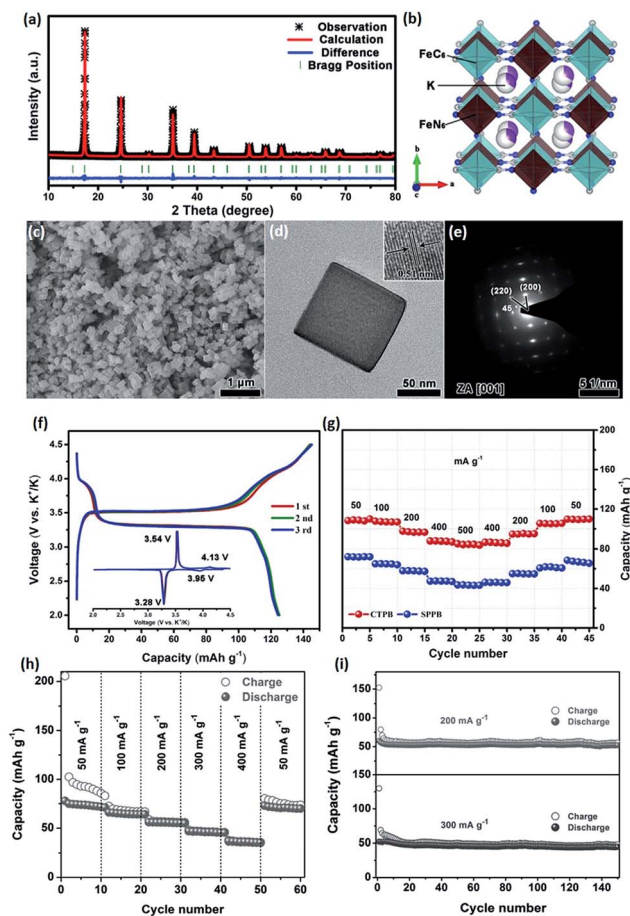 (a)
Observation
Calculation
Difference
Bragg Position
Intensity (a.u.)
10 20 30 40 50 60 70 80
2 Theta (degree)
(b)
FeC₆
K
FeN₆
b
c
a
(c)
1 μm
(d)
0.51 nm
50 nm
(e)
(220)
(200)
45°
ZA [001]
5 1/nm
(f)
4.5
4.0
3.5
3.0
2.5
2.0
Voltage (V vs. K⁺/K)
1 st
2 nd
3 rd
3.54 V
4.13 V
3.95 V
3.28 V
2.0 2.5 3.0 3.5 4.0 4.5
Voltage (V vs. K⁺/K)
0 20 40 60 80 100 120 140
Capacity (mAh g⁻¹)
(g)
mA g⁻¹
50 100 200 400 500 400 200 100 50
CTPB SPPB
200
160
120
80
40
0
Capacity (mAh g⁻¹)
0 5 10 15 20 25 30 35 40 45
Cycle number
(h)
Charge
Discharge
200
150
100
50
0
Capacity (mAh g⁻¹)
50 mA g⁻¹
100 mA g⁻¹
200 mA g⁻¹
300 mA g⁻¹
400 mA g⁻¹
50 mA g⁻¹
0 10 20 30 40 50 60
Cycle number
(i)
150
100
50
0
Charge
Discharge
200 mA g⁻¹
150
100
50
0
Charge
Discharge
300 mA g⁻¹
Capacity (mAh g⁻¹)
0 20 40 60 80 100 120 140
Cycle number